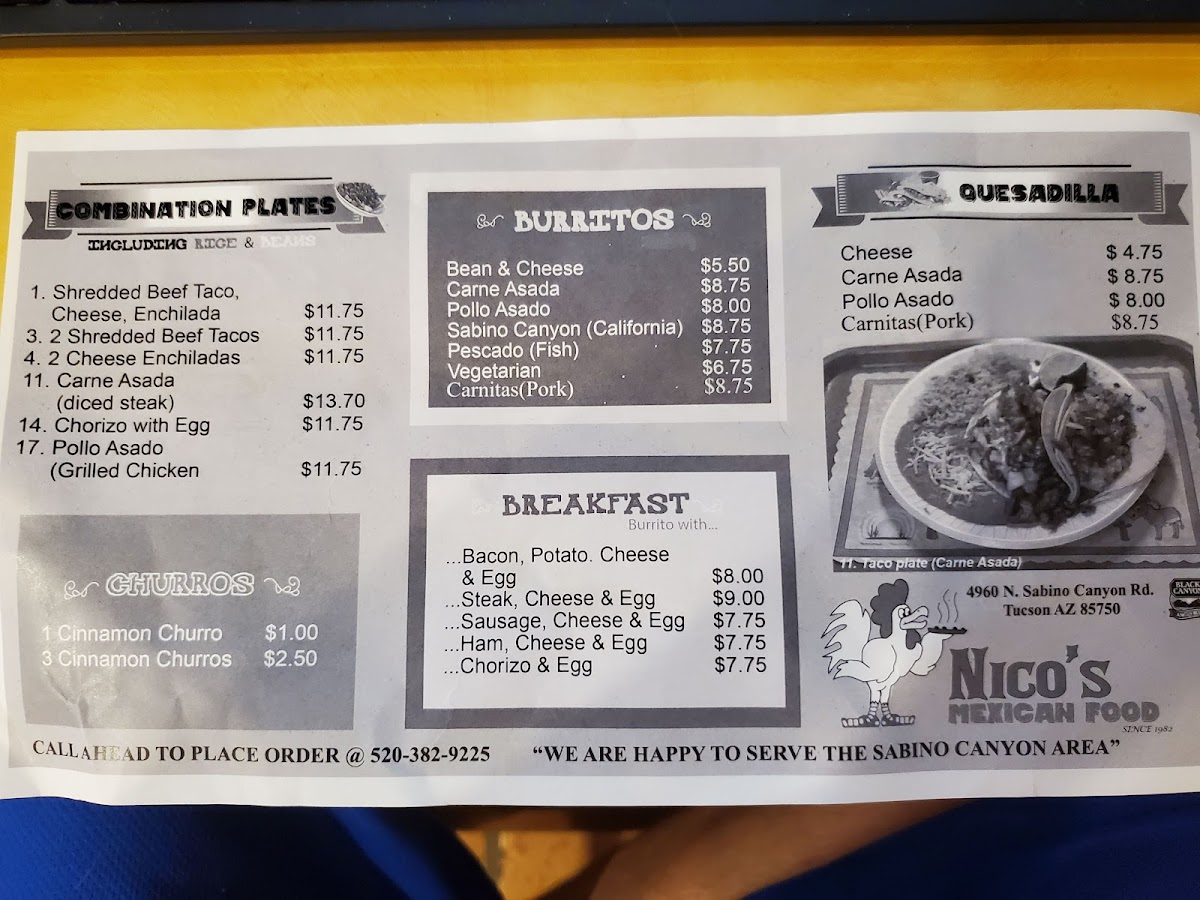 COMBINATION PLATES
INCLUDING RICE & BEANS
1. Shredded Beef Taco,
Cheese, Enchilada $11.75
3. 2 Shredded Beef Tacos $11.75
4. 2 Cheese Enchiladas $11.75
11. Carne Asada
(diced steak) $13.70
14. Chorizo with Egg $11.75
17. Pollo Asado
(Grilled Chicken $11.75
CHURROS
1 Cinnamon Churro $1.00
3 Cinnamon Churros $2.50
BURRITOS
Bean & Cheese $5.50
Carne Asada $8.75
Pollo Asado $8.00
Sabino Canyon (California) $8.75
Pescado (Fish) $7.75
Vegetarian $6.75
Carnitas(Pork) $8.75
BREAKFAST
Burrito with...
...Bacon, Potato. Cheese
& Egg $8.00
...Steak, Cheese & Egg $9.00
...Sausage, Cheese & Egg $7.75
...Ham, Cheese & Egg $7.75
...Chorizo & Egg $7.75
QUESADILLA
Cheese $ 4.75
Carne Asada $ 8.75
Pollo Asado $ 8.00
Carnitas(Pork) $8.75
11. Taco plate (Carne Asada)
4960 N. Sabino Canyon Rd.
Tucson AZ 85750
BLACK
CANYON
NICO'S
MEXICAN FOOD
SINCE 1982
CALL AHEAD TO PLACE ORDER @ 520-382-9225 “WE ARE HAPPY TO SERVE THE SABINO CANYON AREA”